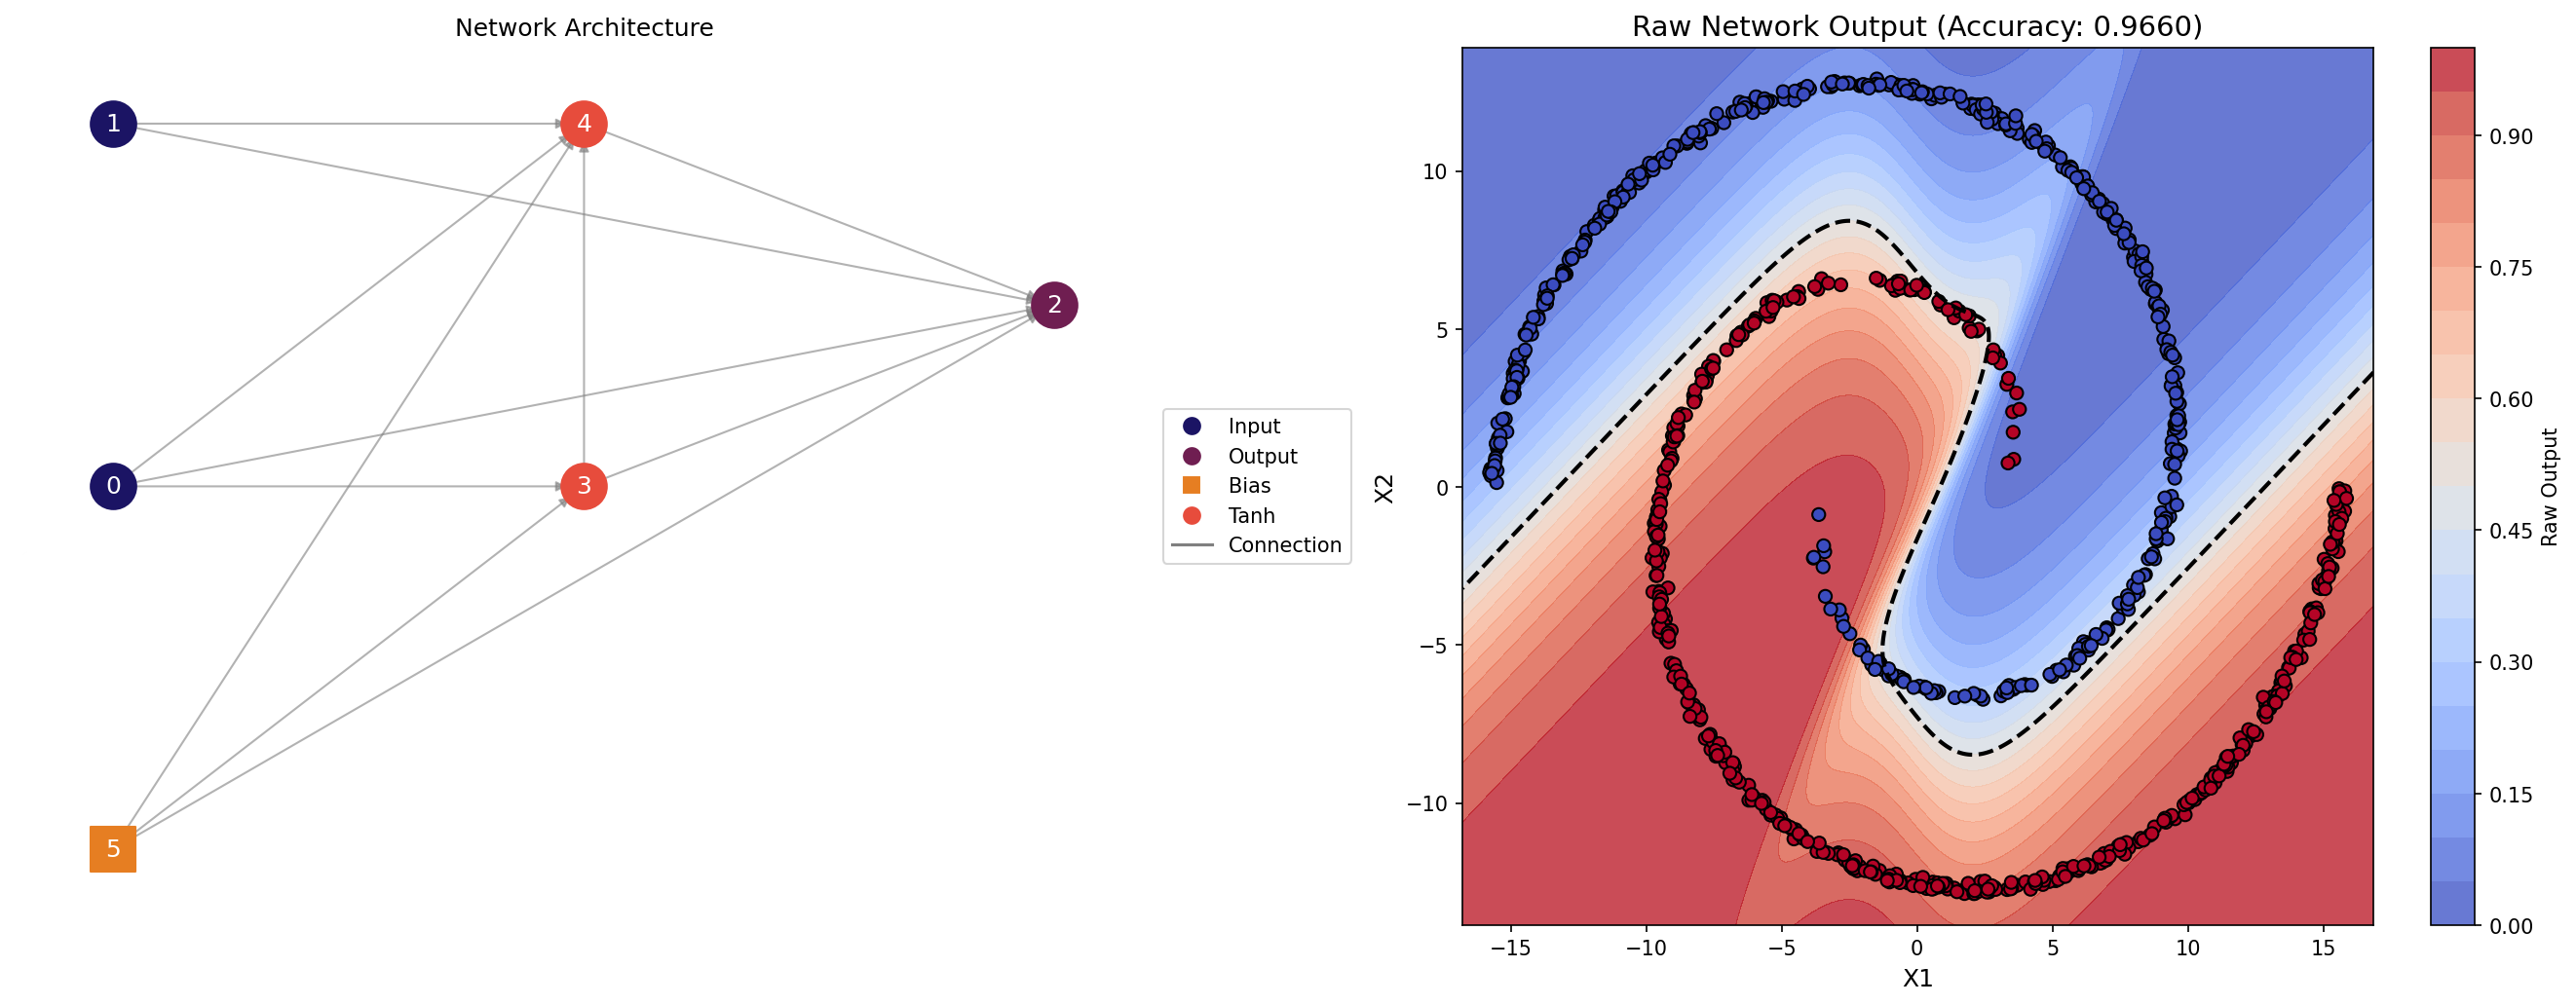 Network Architecture
1
4
2
0
3
5
Input
Output
Bias
Tanh
Connection
Raw Network Output (Accuracy: 0.9660)
10
5
0
−5
−10
X2
−15
−10
−5
0
5
10
15
X1
0.90
0.75
0.60
0.45
0.30
0.15
0.00
Raw Output